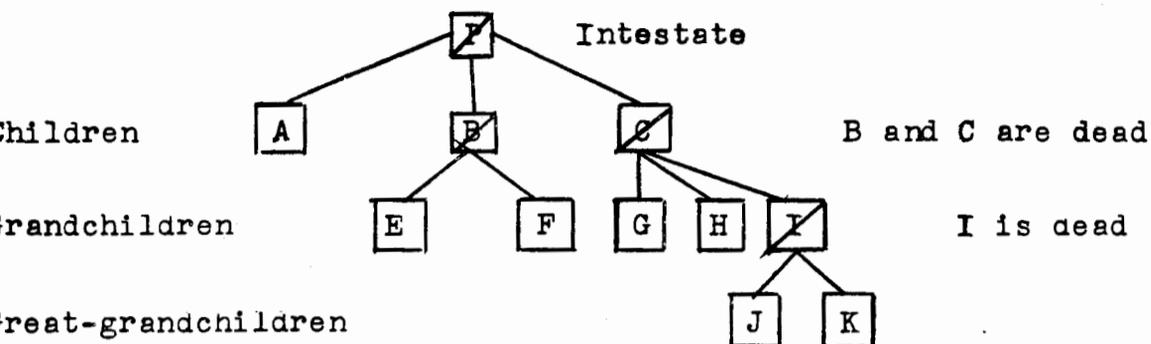 P Intestate
Children A B C B and C are dead
Grandchildren E F G H I I is dead
Great-grandchildren J K